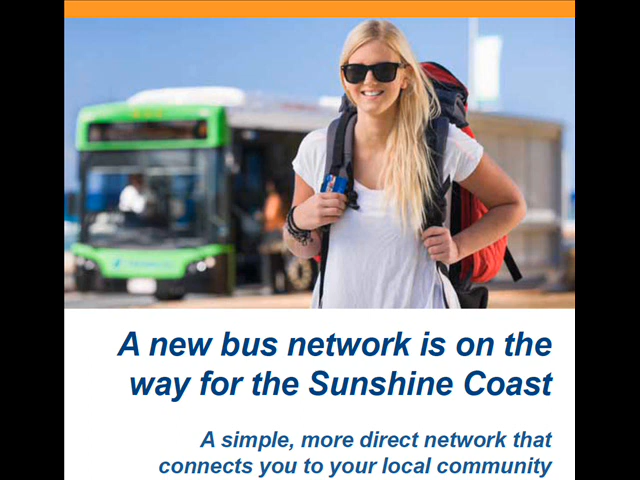 A new bus network is on the
way for the Sunshine Coast
A simple, more direct network that
connects you to your local community